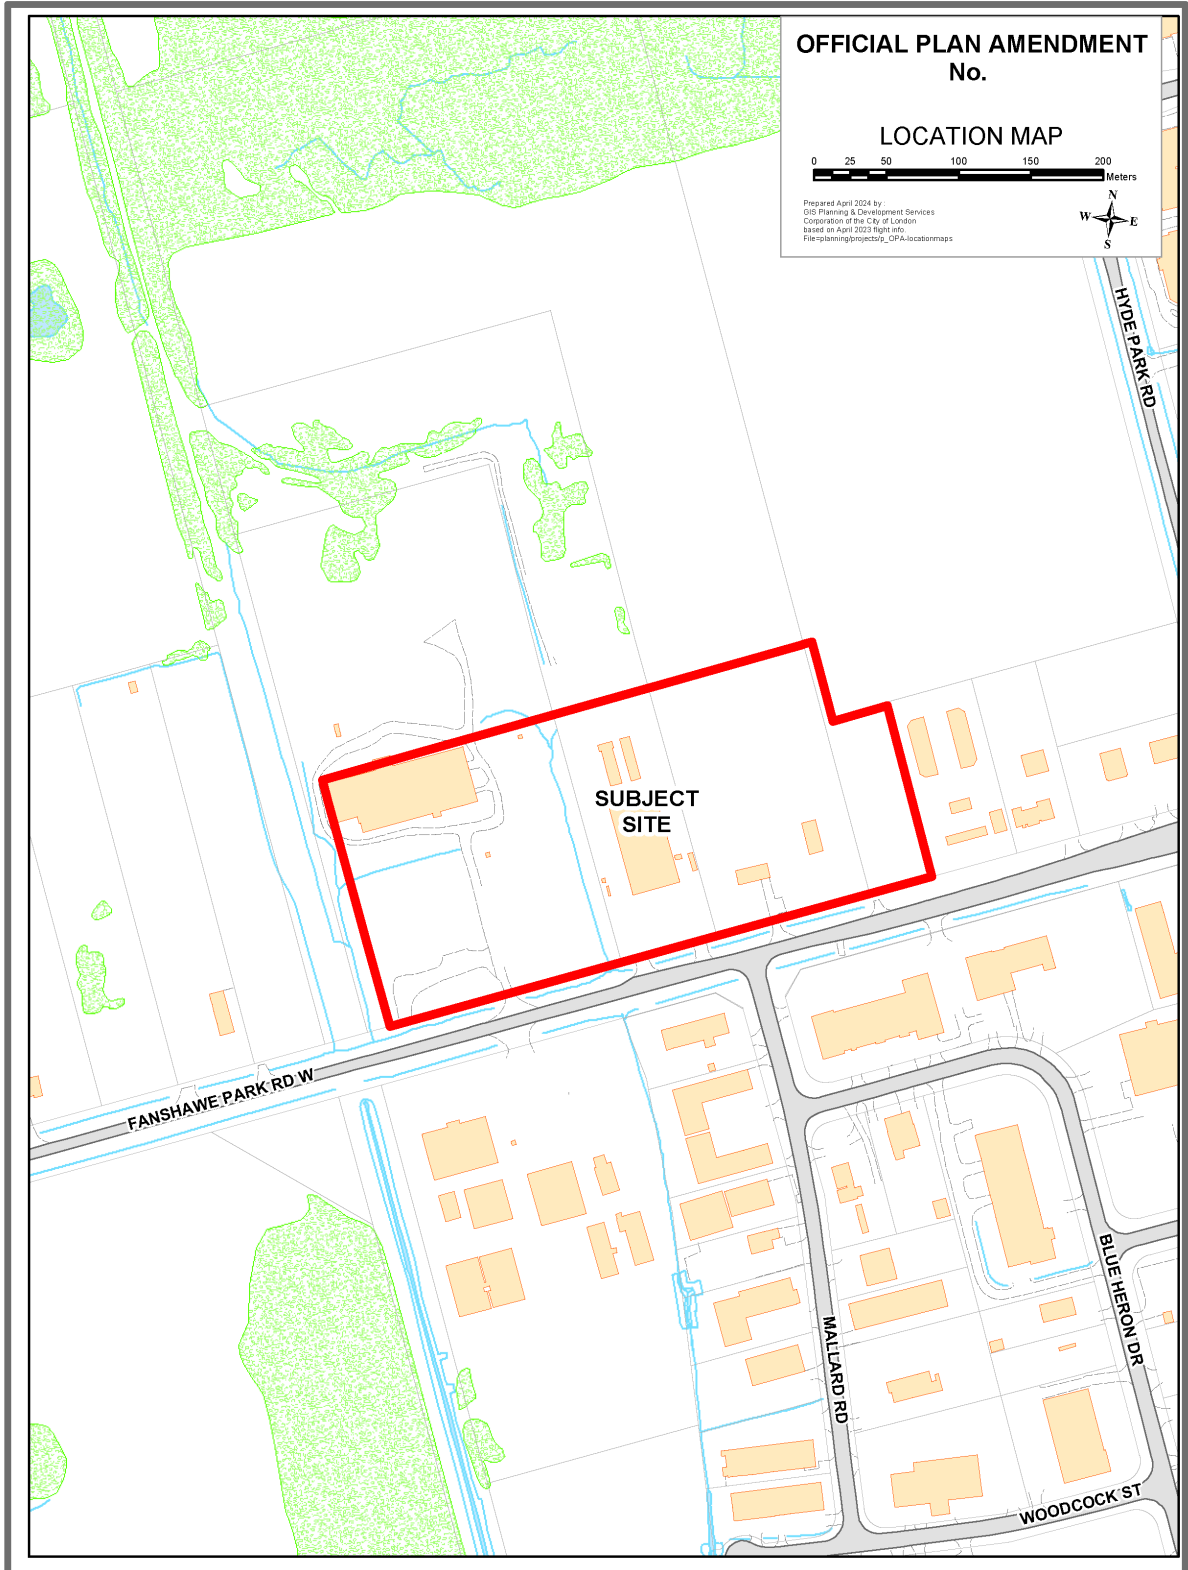 OFFICIAL PLAN AMENDMENT
No.
LOCATION MAP
0 25 50 100 150 200
Meters
Prepared April 2024 by :
GIS Planning & Development Services
Corporation of the City of London
based on April 2023 flight info.
File=planning/projects/p_OPA-locationmaps
N
W E
S
HYDE PARK RD
SUBJECT
SITE
FANSHAWE PARK RD W
BLUE HERON DR
MALLARD RD
WOODCOCK ST